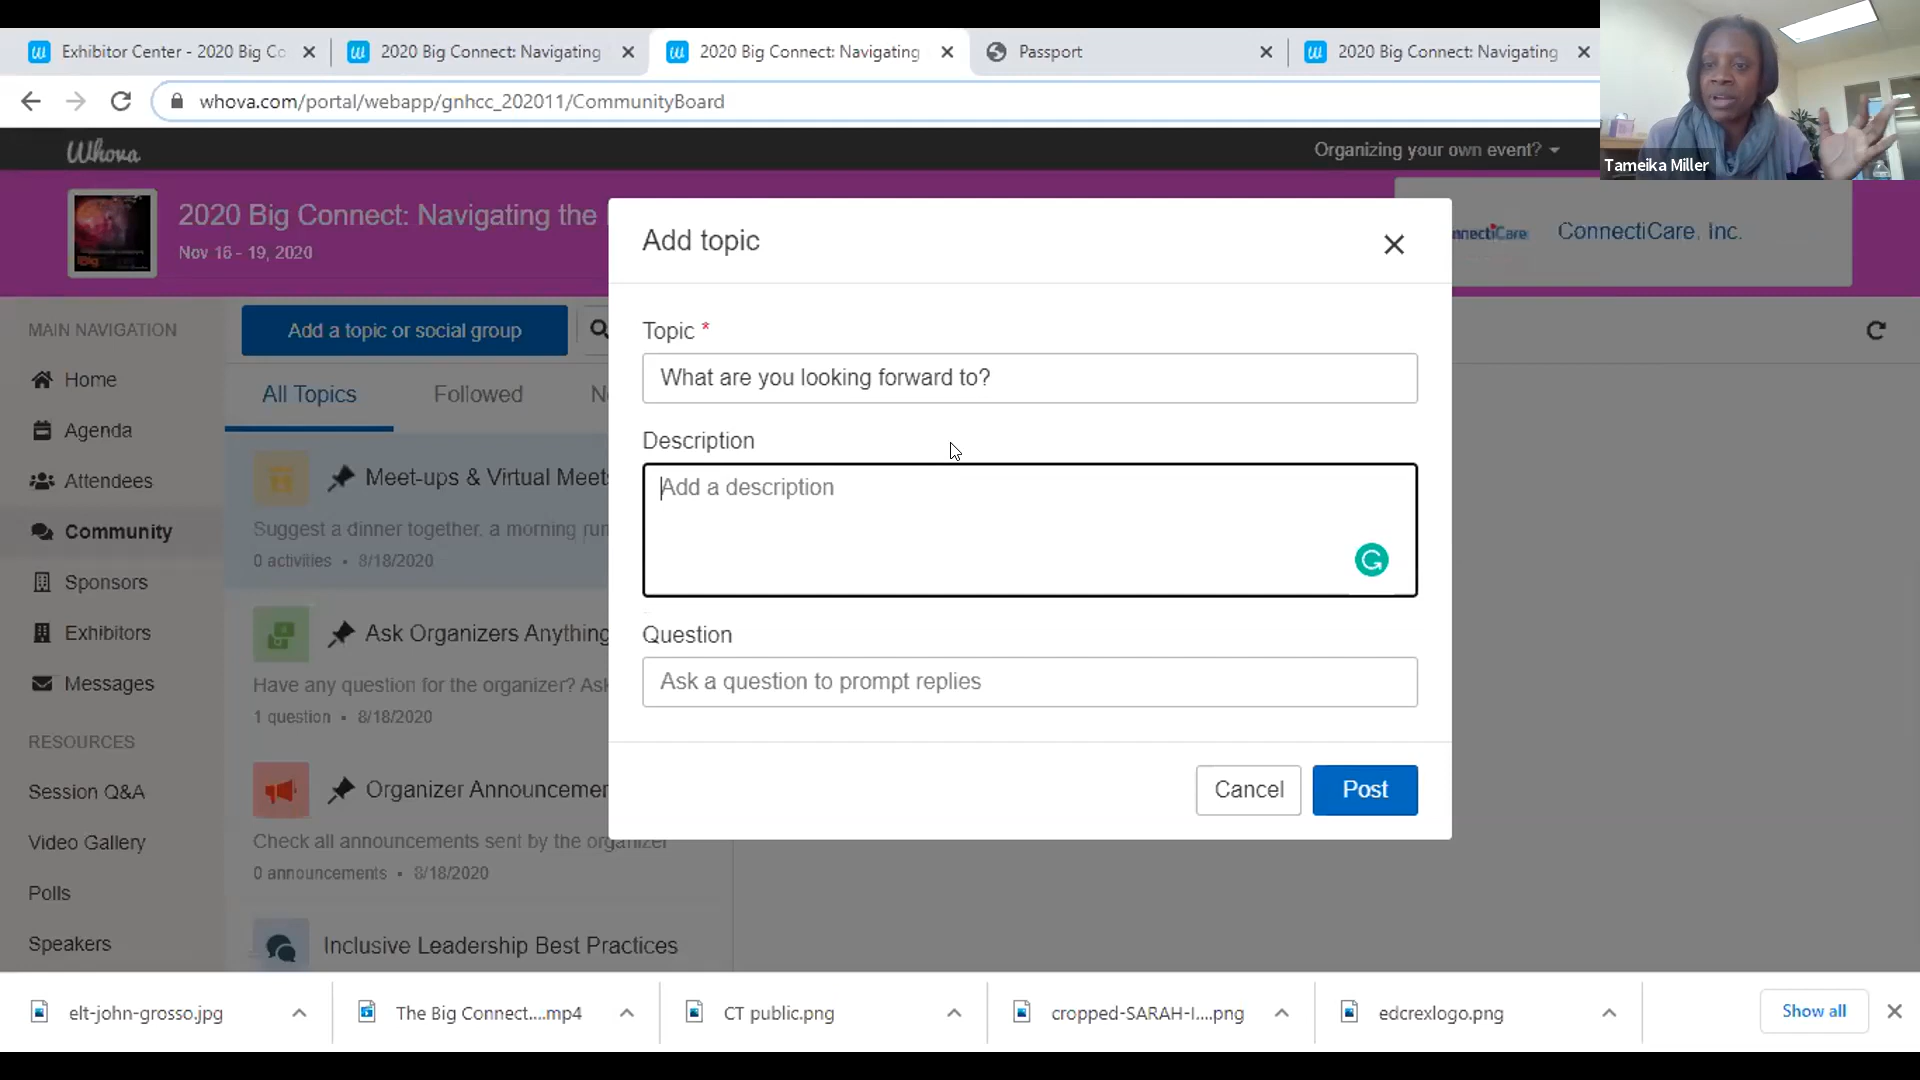 Exhibitor Center - 2020 Big Co
2020 Big Connect: Navigating
2020 Big Connect: Navigating
Passport
2020 Big Connect: Navigating
whova.com/portal/webapp/gnhcc_202011/CommunityBoard
Tameika Miller
Whova
Organizing your own event?
2020 Big Connect: Navigating the
Nov 16 - 19, 2020
ConnectiCare, Inc.
MAIN NAVIGATION
Home
Agenda
Attendees
Community
Sponsors
Exhibitors
Messages
RESOURCES
Session Q&A
Video Gallery
Polls
Speakers
Add a topic or social group
All Topics
Followed
Meet-ups & Virtual Meets
Suggest a dinner together, a morning run
0 activities • 8/18/2020
Ask Organizers Anything
Have any question for the organizer? Ask
1 question • 8/18/2020
Organizer Announcemen
Check all announcements sent by the organizer
0 announcements • 8/18/2020
Inclusive Leadership Best Practices
Add topic
Topic *
What are you looking forward to?
Description
Add a description
Question
Ask a question to prompt replies
Cancel
Post
elt-john-grosso.jpg
The Big Connect....mp4
CT public.png
cropped-SARAH-I....png
edcrexlogo.png
Show all